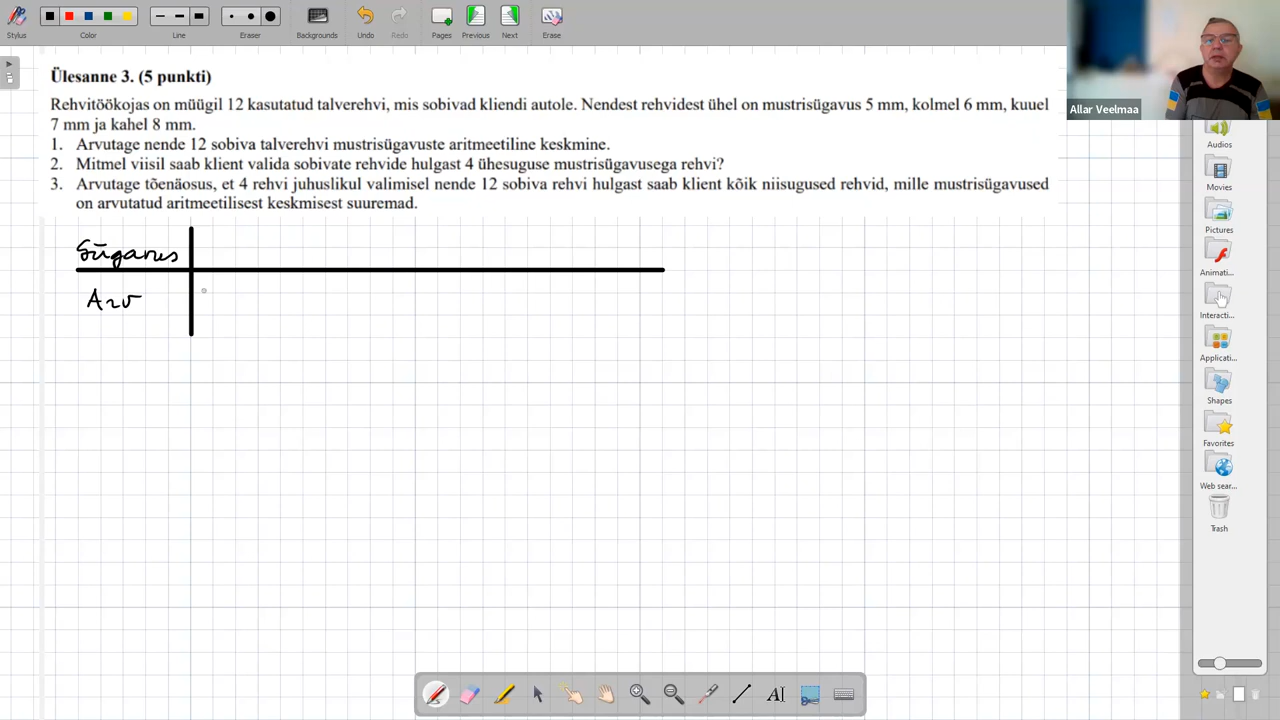 Stylus
Color
Line
Eraser
Backgrounds
Undo
Redo
Pages
Previous
Next
Erase
Allar Veelmaa
Ülesanne 3. (5 punkti)
Rehvitöökojas on müügil 12 kasutatud talverehvi, mis sobivad kliendi autole. Nendest rehvidest ühel on mustrisügavus 5 mm, kolmel 6 mm, kuuel
7 mm ja kahel 8 mm.
1. Arvutage nende 12 sobiva talverehvi mustrisügavuste aritmeetiline keskmine.
2. Mitmel viisil saab klient valida sobivate rehvide hulgast 4 ühesuguse mustrisügavusega rehvi?
3. Arvutage tõenäosus, et 4 rehvi juhuslikul valimisel nende 12 sobiva rehvi hulgast saab klient kõik niisugused rehvid, mille mustrisügavused
on arvutatud aritmeetilisest keskmisest suuremad.
Sügavus
Arv
Audios
Movies
Pictures
Animati...
Interacti...
Applicati...
Shapes
Favorites
Web sear...
Trash
AI